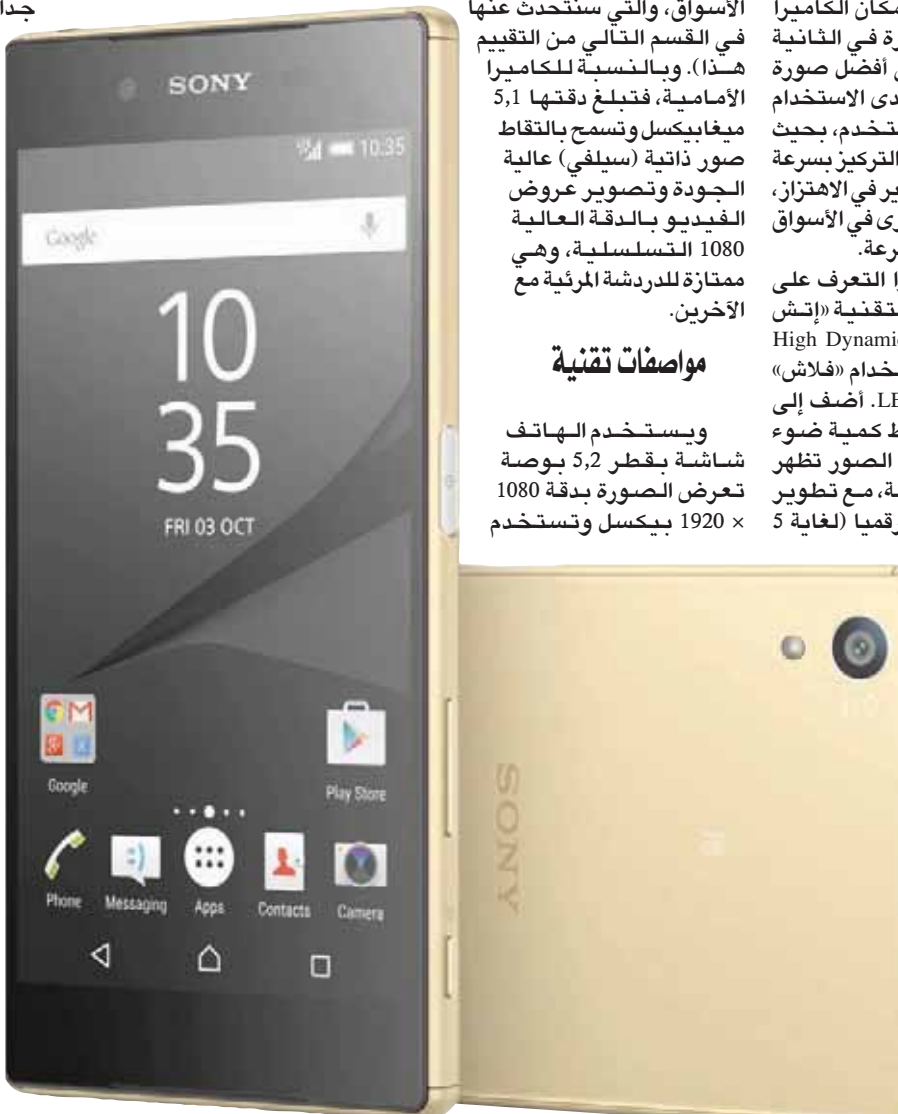 جدا
مكان الكاميرا
رة في الثانية
ى أفضل صورة
دى الاستخدام
تخدم، بحيث
التركيز بسرعة
ير في الاهتزاز،
رى في الأسواق
رعة.
ا التعرف على
تقنية «إتش
High Dynamic
خدام «فلاش»
LE. أضف إلى
ط كمية ضوء
الصور تظهر
ة، مع تطوير
رقميا (لغاية 5
الأسواق، والتي سنتحدث عنها
في القسم التالي من التقييم
هذا). وبالنسبة للكاميرا
الأمامية، فتبلغ دقتها 5,1
ميغابيكسل وتسمح بالتقاط
صور ذاتية (سيلفي) عالية
الجودة وتصوير عروض
الفيديو بالدقة العالية
1080 التسلسلية، وهي
ممتازة للدردشة المرئية مع
الآخرين.
مواصفات تقنية
ويستخدم الهاتف
شاشة بقطر 5,2 بوصة
تعرض الصورة بدقة 1080
× 1920 بيكسل وتستخدم
SONY
10:35
Google
10
35
FRI 03 OCT
Google
Play Store
Phone Messaging Apps Contacts Camera
SONY